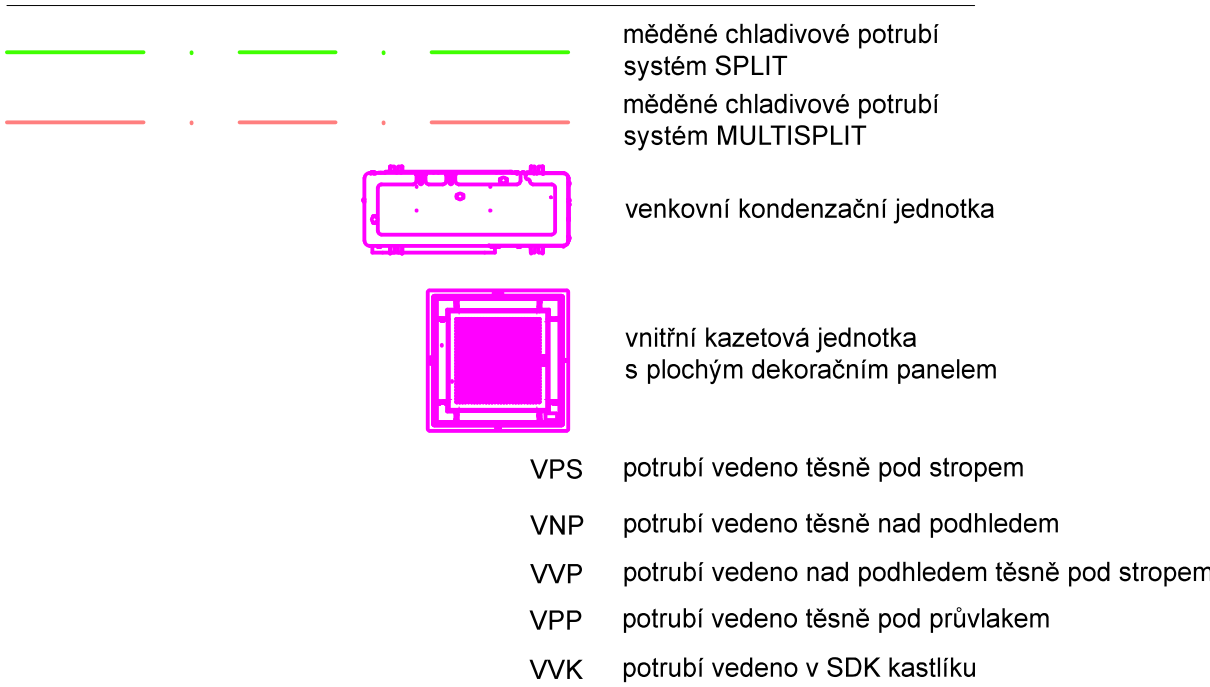 měděné chladivové potrubí
systém SPLIT
měděné chladivové potrubí
systém MULTISPLIT
venkovní kondenzační jednotka
vnitřní kazetová jednotka
s plochým dekoračním panelem
VPS potrubí vedeno těsně pod stropem
VNP potrubí vedeno těsně nad podhledem
VVP potrubí vedeno nad podhledem těsně pod stropem
VPP potrubí vedeno těsně pod průvlakem
VVK potrubí vedeno v SDK kastlíku